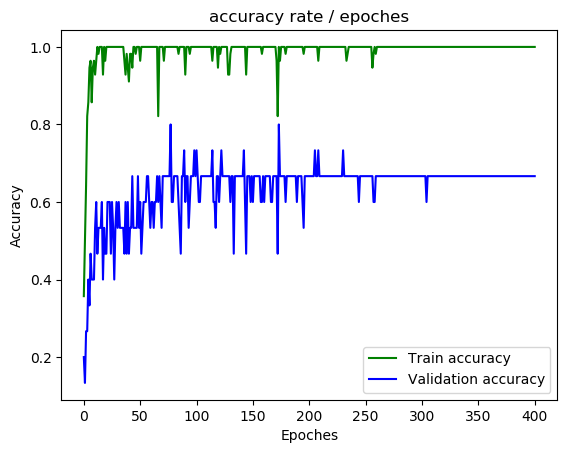 accuracy rate / epoches
1.0
0.8
0.6
0.4
0.2
Accuracy
Train accuracy
Validation accuracy
0 50 100 150 200 250 300 350 400
Epoches